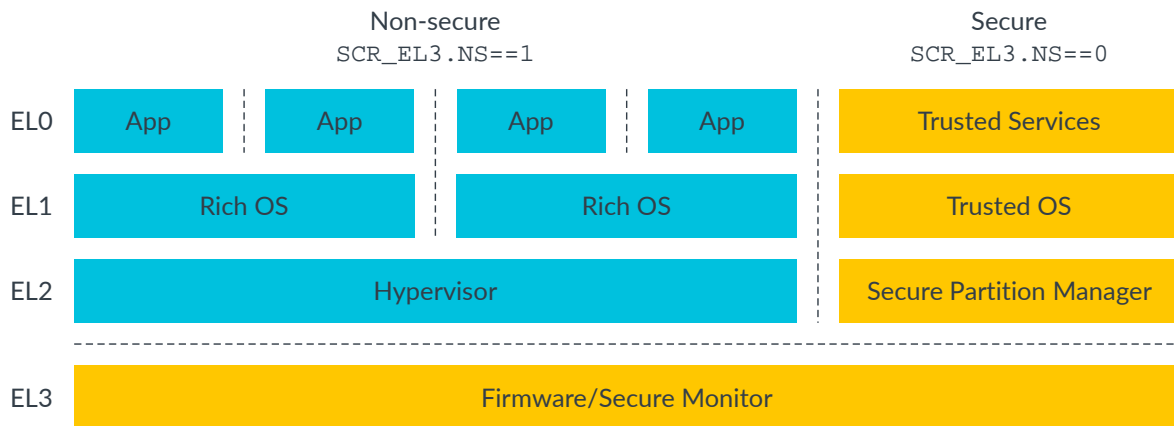 Non-secure
SCR_EL3.NS==1
Secure
SCR_EL3.NS==0
EL0
App
App
App
App
Trusted Services
EL1
Rich OS
Rich OS
Trusted OS
EL2
Hypervisor
Secure Partition Manager
EL3
Firmware/Secure Monitor